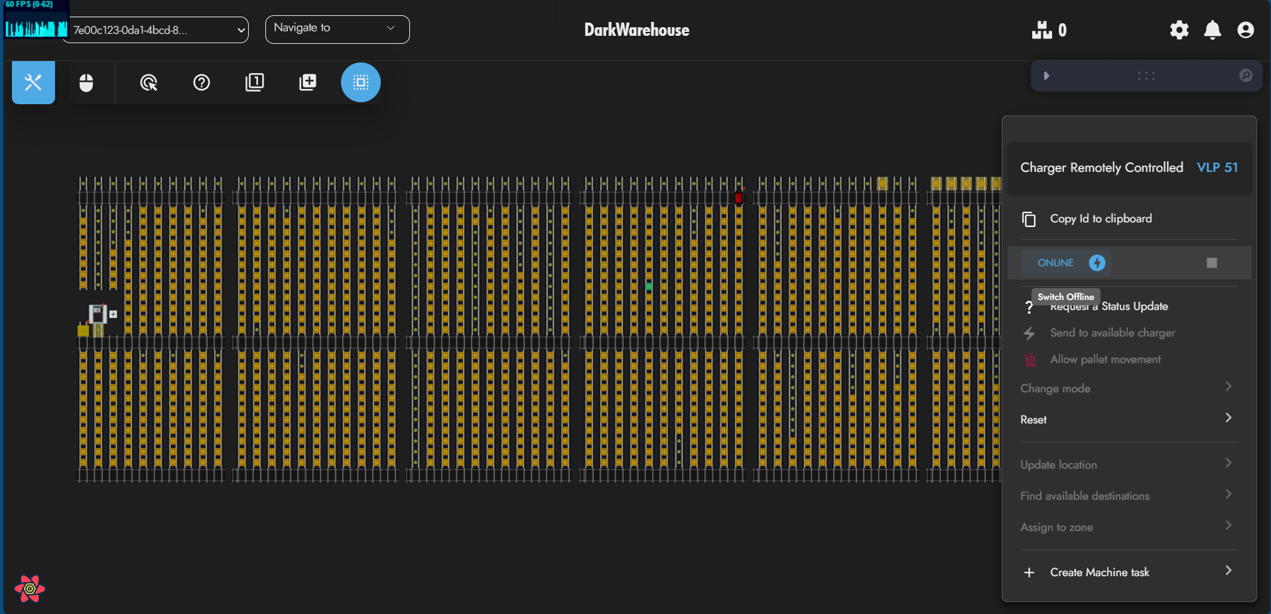 60 FPS (0-62)
7e00c123-0da1-4bcd-8...
Navigate to
DarkWarehouse
0
1
Charger Remotely Controlled VLP 51
Copy Id to clipboard
ONLINE
Switch Offline
Request a Status Update
Send to available charger
Allow pallet movement
Change mode
Reset
Update location
Find available destinations
Assign to zone
Create Machine task